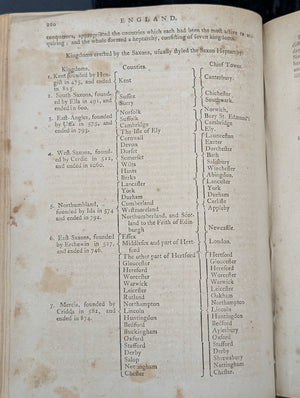 260 ENGLAND.
conquerors, appropriated the countries which each had been the most active to
quiring: and the whole formed a heptarchy, consisting of seven kingdoms.
Kingdoms erected by the Saxons, usually styled the Saxon Heptarchy:
Kingdoms. Counties. Chief Towns.
1. Kent founded by Hengist
in 475, and ended in
823. Kent Canterbury.
2. South Saxons, founded
by Ella in 491, and ended in
600. Sussex Chichester
Surry Southwark.
3. East-Angles, founded
by Uffa in 575, and
ended in 793. Norfolk Norwich
Suffolk Bury St. Edmund's
Cambridge Cambridge
The Isle of Ely Ely.
4. West Saxons, founded
by Cerdic in 512,
and ended in 1060. Cornwal Launceston
Devon Exeter
Dorset Dorchester
Somerset Bath
Wilts Salisbury
Hants Winchester
Berks Abingdon.
Lancester Lancaster
York York
Durham Durham
5. Northumberland,
founded by Ida in 574
and ended in 792. Cumberland Carlisle
Westmoreland Appleby
Northumberland, and Scotland
to the Frith of Edinburgh
Newcastle.
6. East Saxons, founded
by Erchewin in 527,
and ended in 746. Essex
Middlesex and part of Hertford
London.
The other part of Hertford Hertford
7. Mercia, founded by
Cridda in 582, and
ended in 874. Gloucester Gloucester
Hereford Hereford
Worcester Worcester
Warwick Warwick
Leicester Leicester
Rutland Oakham
Northampton Northampton
Lincoln Lincoln
Huntingdon Huntingdon
Bedford Bedford
Buckingham Aylesbury
Oxford Oxford
Stafford Stafford
Derby Derby
Salop Shrewsbury
Nottingham Nottingham
Chester Chester.